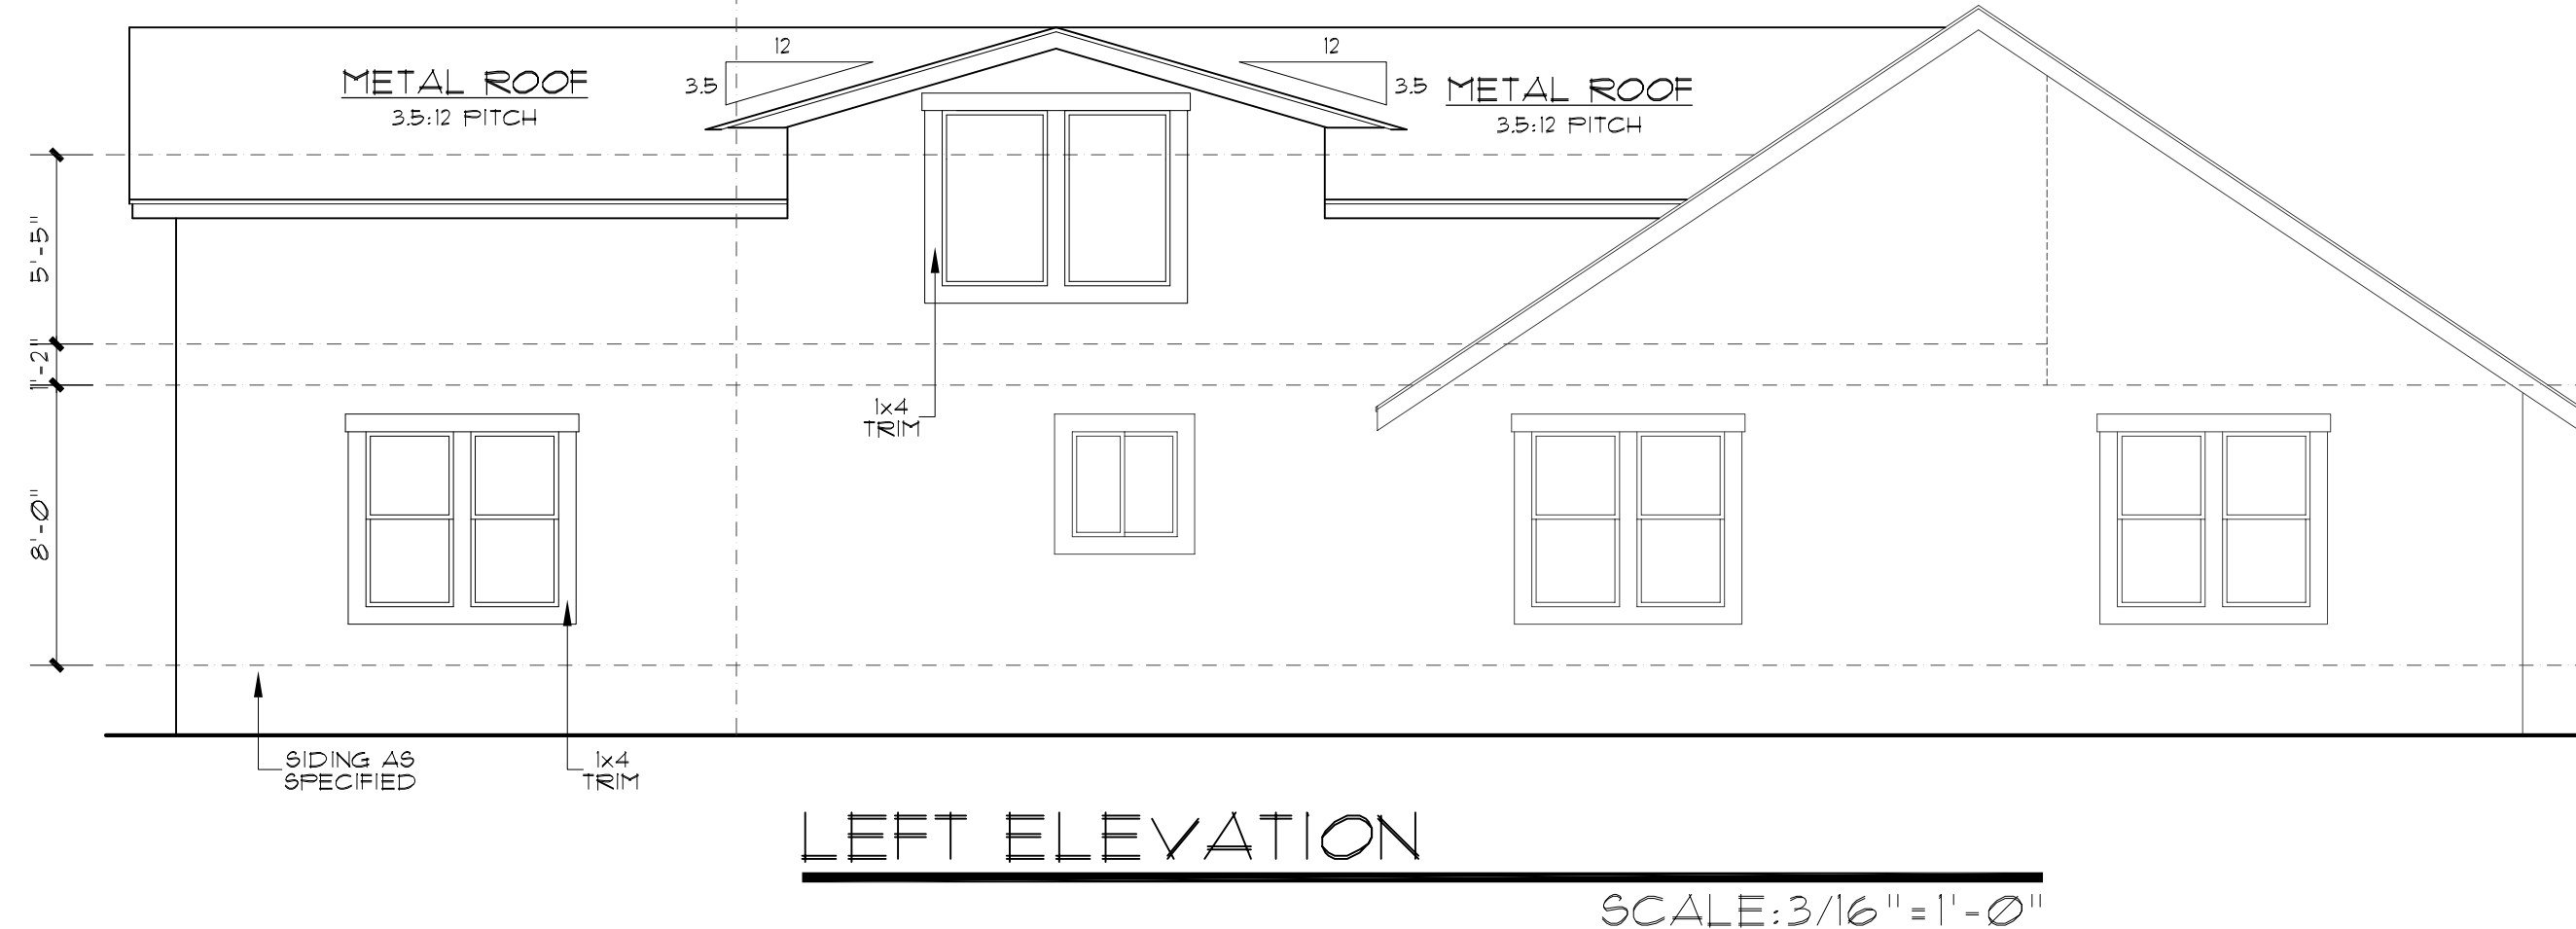 12
12
METAL ROOF
3.5:12 PITCH
3.5
3.5
METAL ROOF
3.5:12 PITCH
5'-5"
1'-2"
8'-0"
1x4
TRIM
SIDING AS
SPECIFIED
1x4
TRIM
LEFT ELEVATION
SCALE:3/16"=1'-0"